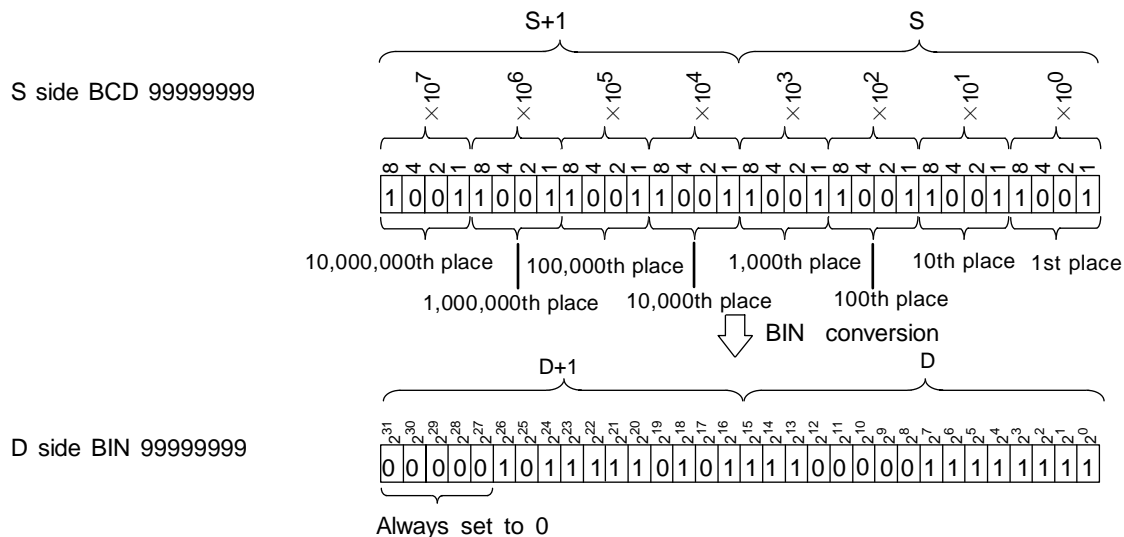 S+1 S
S side BCD 99999999
×10⁷ ×10⁶ ×10⁵ ×10⁴ ×10³ ×10² ×10¹ ×10⁰
8 4 2 1 8 4 2 1 8 4 2 1 8 4 2 1 8 4 2 1 8 4 2 1 8 4 2 1 8 4 2 1
1 0 0 1 1 0 0 1 1 0 0 1 1 0 0 1 1 0 0 1 1 0 0 1 1 0 0 1 1 0 0 1
10,000,000th place 100,000th place 1,000th place 10th place 1st place
1,000,000th place 10,000th place 100th place
BIN conversion
D+1 D
2³¹ 2³⁰ 2²⁹ 2²⁸ 2²⁷ 2²⁶ 2²⁵ 2²⁴ 2²³ 2²² 2²¹ 2²⁰ 2¹⁹ 2¹⁸ 2¹⁷ 2¹⁶ 2¹⁵ 2¹⁴ 2¹³ 2¹² 2¹¹ 2¹⁰ 2⁹ 2⁸ 2⁷ 2⁶ 2⁵ 2⁴ 2³ 2² 2¹ 2⁰
D side BIN 99999999
0 0 0 0 0 1 0 1 1 1 1 1 0 1 0 1 1 1 1 0 0 0 0 0 1 1 1 1 1 1 1 1
Always set to 0